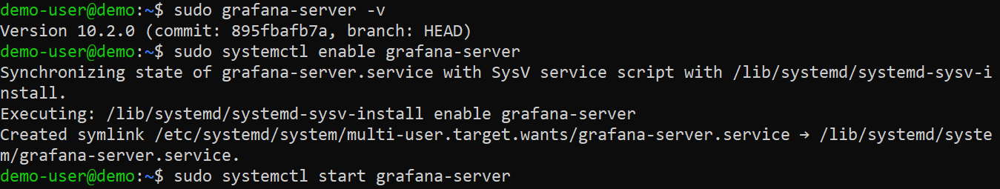 demo-user@demo:~$ sudo grafana-server -v
Version 10.2.0 (commit: 895fbafb7a, branch: HEAD)
demo-user@demo:~$ sudo systemctl enable grafana-server
Synchronizing state of grafana-server.service with SysV service script with /lib/systemd/systemd-sysv-i
nstall.
Executing: /lib/systemd/systemd-sysv-install enable grafana-server
Created symlink /etc/systemd/system/multi-user.target.wants/grafana-server.service → /lib/systemd/syste
m/grafana-server.service.
demo-user@demo:~$ sudo systemctl start grafana-server